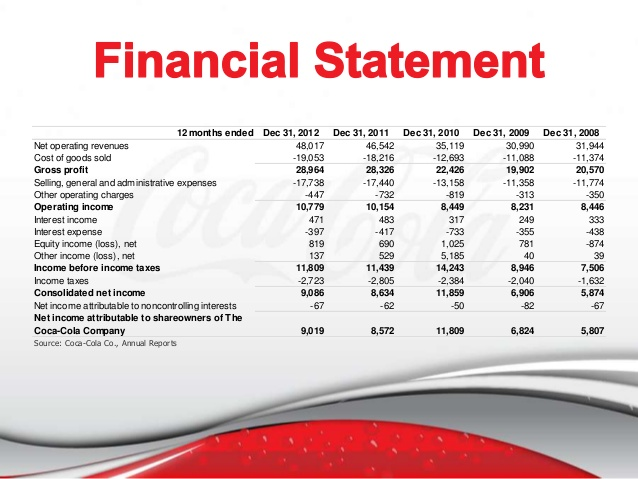 Financial Statement
12 months ended Dec 31, 2012 Dec 31, 2011 Dec 31, 2010 Dec 31, 2009 Dec 31, 2008
Net operating revenues 48,017 46,542 35,119 30,990 31,944
Cost of goods sold -19,053 -18,216 -12,693 -11,088 -11,374
Gross profit 28,964 28,326 22,426 19,902 20,570
Selling, general and administrative expenses -17,738 -17,440 -13,158 -11,358 -11,774
Other operating charges -447 -732 -819 -313 -350
Operating income 10,779 10,154 8,449 8,231 8,446
Interest income 471 483 317 249 333
Interest expense -397 -417 -733 -355 -438
Equity income (loss), net 819 690 1,025 781 -874
Other income (loss), net 137 529 5,185 40 39
Income before income taxes 11,809 11,439 14,243 8,946 7,506
Income taxes -2,723 -2,805 -2,384 -2,040 -1,632
Consolidated net income 9,086 8,634 11,859 6,906 5,874
Net income attributable to noncontrolling interests -67 -62 -50 -82 -67
Net income attributable to shareowners of The
Coca-Cola Company 9,019 8,572 11,809 6,824 5,807
Source: Coca-Cola Co., Annual Reports
Coca-Cola